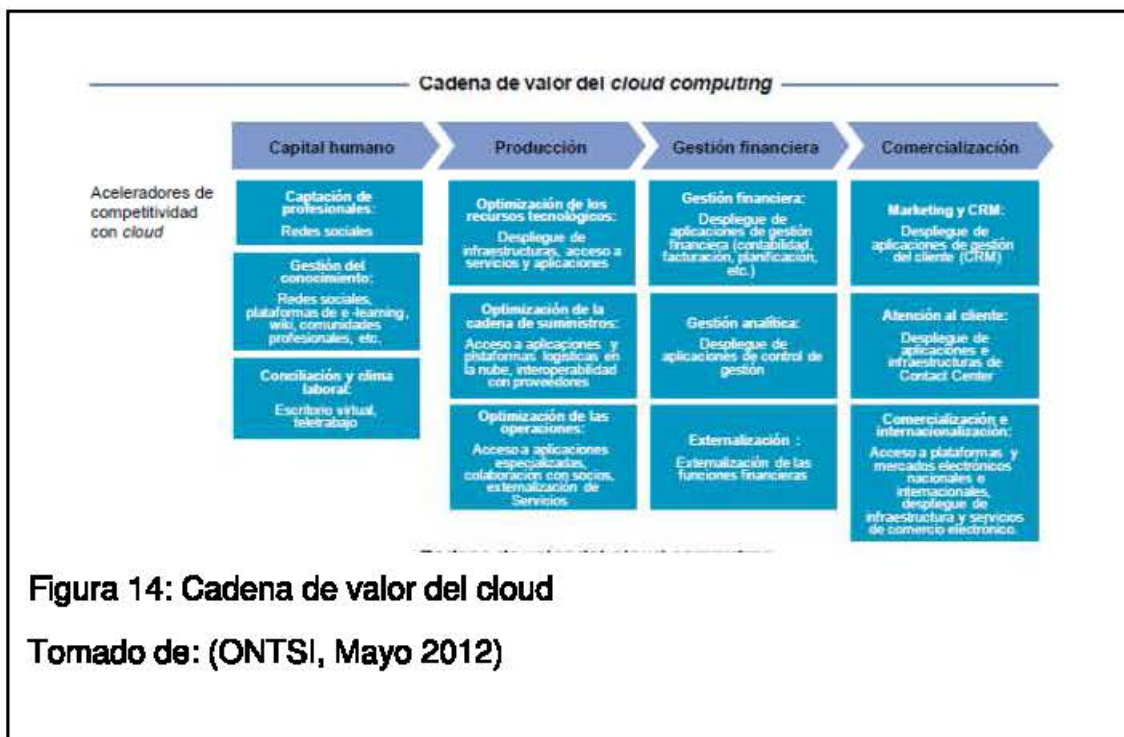 Cadena de valor del cloud computing
Capital humano
Producción
Gestión financiera
Comercialización
Aceleradores de
competitividad
con cloud
Captación de
profesionales:
Redes sociales
Gestión del
conocimiento:
Redes sociales,
plataformas de e-learning,
wiki, comunidades
profesionales, etc.
Conciliación y clima
laboral:
Escritorio virtual,
teletrabajo
Optimización de los
recursos tecnológicos:
Despliegue de
infraestructuras, acceso a
servicios y aplicaciones
Optimización de la
cadena de suministros:
Acceso a aplicaciones y
plataformas logísticas en
la nube, interoperabilidad
con proveedores
Optimización de las
operaciones:
Acceso a aplicaciones
especializadas,
colaboración con socios,
externalización de
Servicios
Gestión financiera:
Despliegue de
aplicaciones de gestión
financiera (contabilidad,
facturación, planificación,
etc.)
Gestión analítica:
Despliegue de
aplicaciones de control de
gestión
Externalización :
Externalización de las
funciones financieras
Marketing y CRM:
Despliegue de
aplicaciones de gestión
del cliente (CRM)
Atención al cliente:
Despliegue de
aplicaciones e
infraestructuras de
Contact Center
Comercialización e
internacionalización:
Acceso a plataformas y
mercados electrónicos
nacionales e
internacionales,
despliegue de
infraestructura y servicios
de comercio electrónico.
Figura 14: Cadena de valor del cloud
Tomado de: (ONTSI, Mayo 2012)